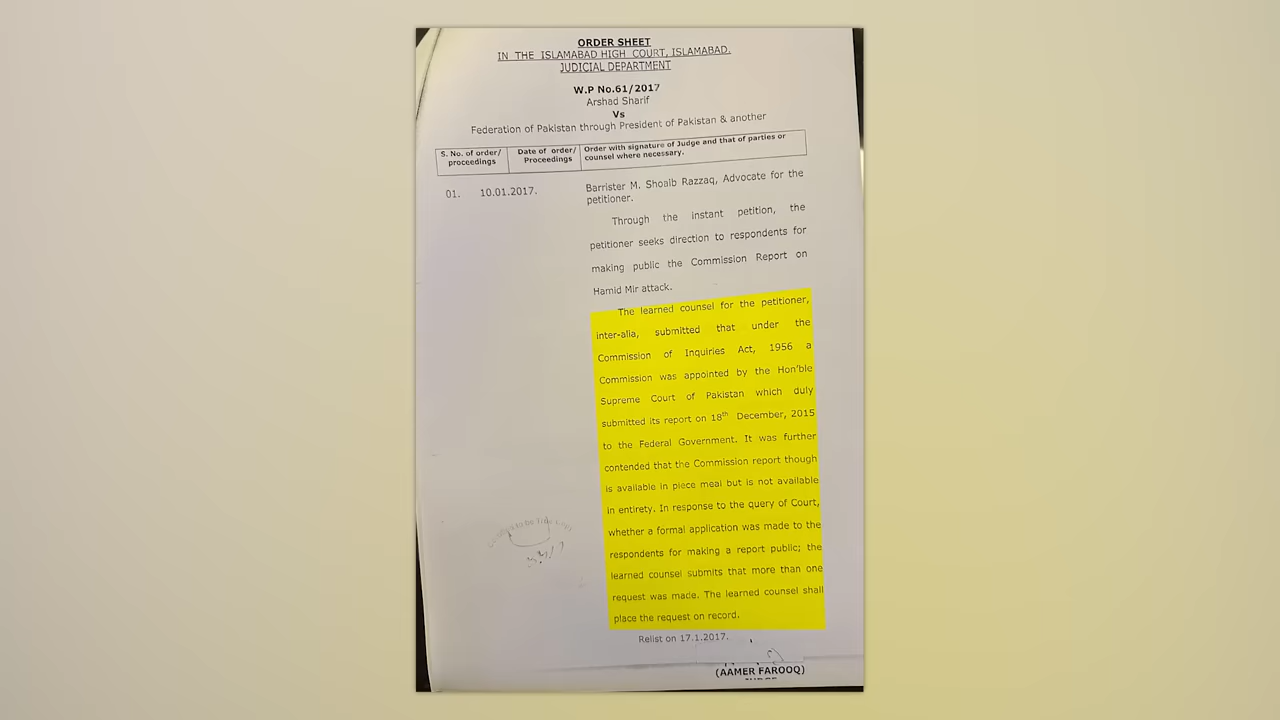 ORDER SHEET
IN THE ISLAMABAD HIGH COURT, ISLAMABAD.
JUDICIAL DEPARTMENT
W.P No.61/2017
Arshad Sharif
Vs
Federation of Pakistan through President of Pakistan & another
S. No. of order/ proceedings
Date of order/ Proceedings
Order with signature of Judge and that of parties or counsel where necessary.
01. 10.01.2017.
Barrister M. Shoaib Razzaq, Advocate for the
petitioner.
Through the instant petition, the
petitioner seeks direction to respondents for
making public the Commission Report on
Hamid Mir attack.
The learned counsel for the petitioner,
inter-alia, submitted that under the
Commission of Inquiries Act, 1956 a
Commission was appointed by the Hon'ble
Supreme Court of Pakistan which duly
submitted its report on 18th December, 2015
to the Federal Government. It was further
contended that the Commission report though
is available in piece meal but is not available
in entirety. In response to the query of Court,
whether a formal application was made to the
respondents for making a report public; the
learned counsel submits that more than one
request was made. The learned counsel shall
place the request on record.
Relist on 17.1.2017.
(AAMER FAROOQ)